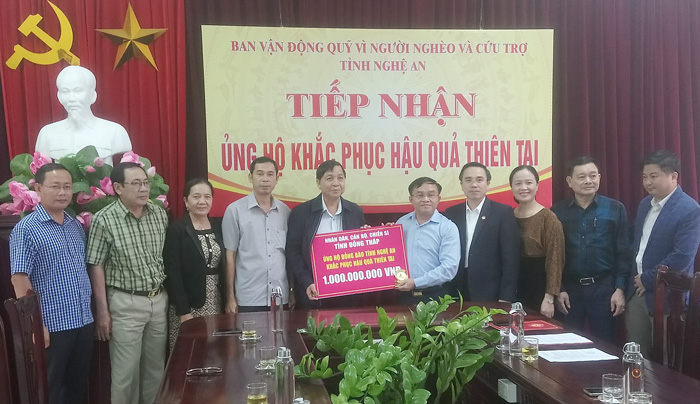 BAN VẬN ĐỘNG QUỸ VÌ NGƯỜI NGHÈO VÀ CỨU TRỢ
TỈNH NGHỆ AN
TIẾP NHẬN
ỦNG HỘ KHẮC PHỤC HẬU QUẢ THIÊN TAI
NHÂN DÂN, CÁN BỘ, CHIẾN SĨ
TỈNH ĐỒNG THÁP
ỦNG HỘ ĐỒNG BÀO TỈNH NGHỆ AN
KHẮC PHỤC HẬU QUẢ THIÊN TAI
1.000.000.000 VNĐ